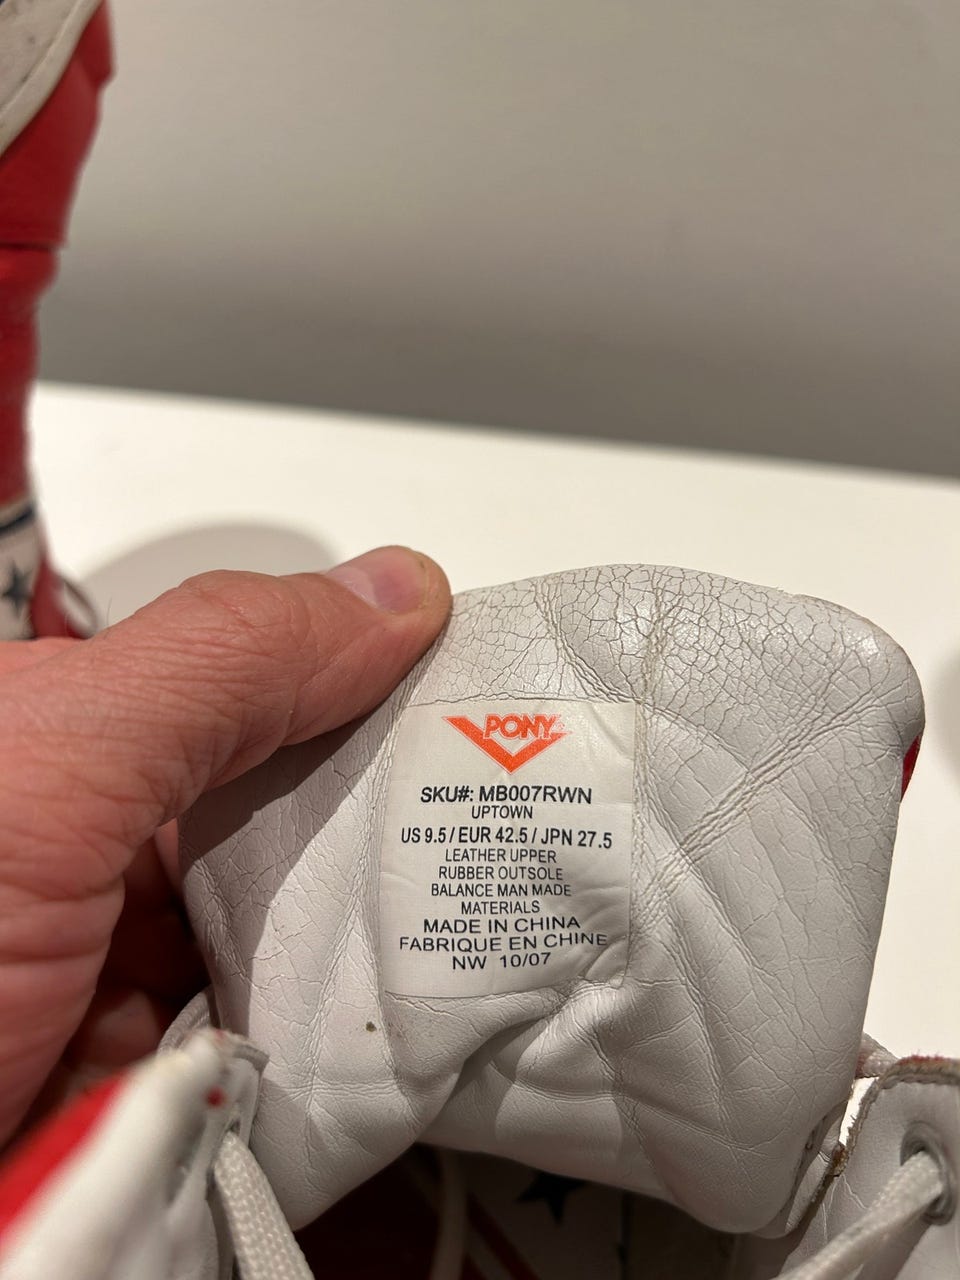 PONY
SKU#: MB007RWN
UPTOWN
US 9.5 / EUR 42.5 / JPN 27.5
LEATHER UPPER
RUBBER OUTSOLE
BALANCE MAN MADE
MATERIALS
MADE IN CHINA
FABRIQUE EN CHINE
NW 10/07